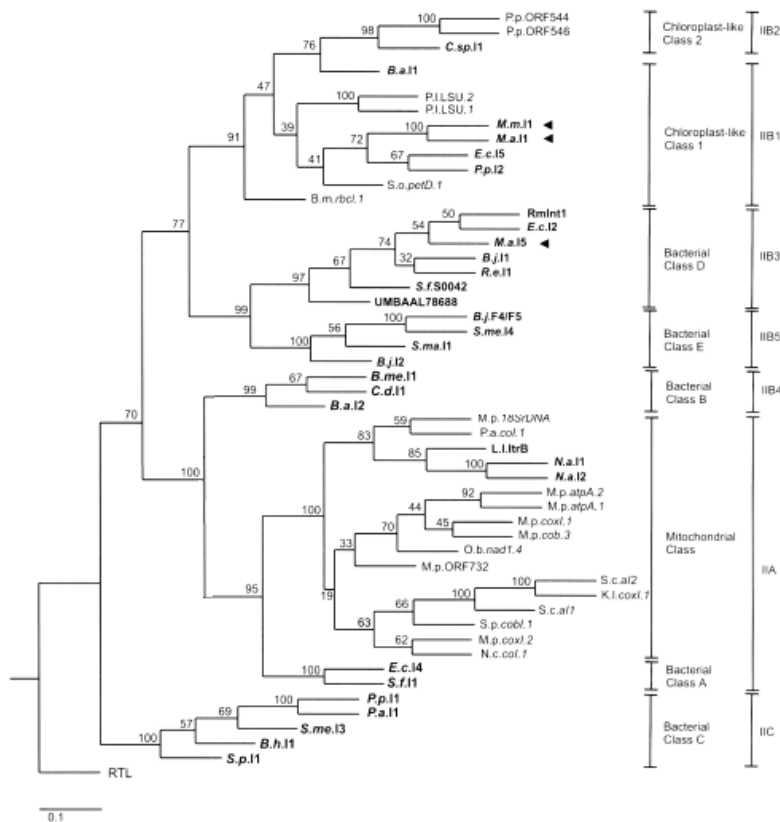 100 P.p.ORF544
98 P.p.ORF546
76 C.sp.I1
B.a.I1
47
100 P.l.LSU.2
P.l.LSU.1
39
100 M.m.I1
M.a.I1
72
91
67 E.c.I5
P.p.I2
41
S.o.petD.1
B.m.rbcl.1
77
50 RmInt1
54 E.c.I2
74 M.a.I5
32 B.j.I1
R.e.I1
67
S.f.S0042
97
UMBAAL78688
99
100 B.j.F4/F5
56 S.me.I4
S.ma.I1
100
B.j.I2
70
67 B.me.I1
C.d.I1
99
B.a.I2
100
59 M.p.18SrDNA
P.a.col.1
83
85 L.l.ltrB
100 N.a.I1
N.a.I2
100
92 M.p.atpA.2
M.p.atpA.1
44
45 M.p.coxI.1
M.p.cob.3
70
O.b.nad1.4
33
M.p.ORF732
95
19
100 S.c.aI2
K.l.coxI.1
100
S.c.aI1
66
S.p.cobI.1
63
62 M.p.coxI.2
N.c.coI.1
100 E.c.I4
S.f.I1
100 P.p.I1
P.a.I1
69
S.me.I3
57
B.h.I1
100
S.p.I1
RTL
0.1
Chloroplast-like
Class 2
IIB2
Chloroplast-like
Class 1
IIB1
Bacterial
Class D
IIB3
Bacterial
Class E
IIB5
Bacterial
Class B
IIB4
Mitochondrial
Class
IIA
Bacterial
Class A
Bacterial
Class C
IIC